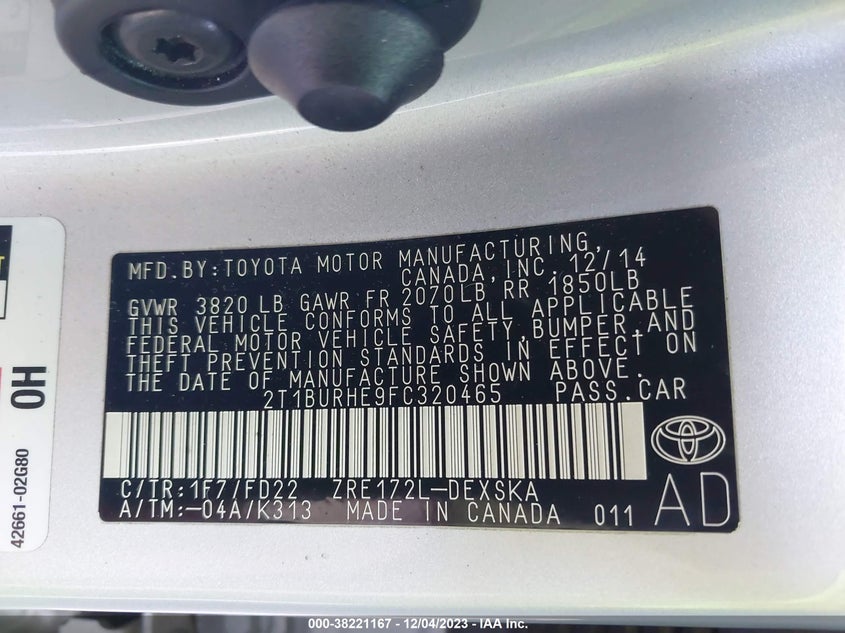 MFD.BY:TOYOTA MOTOR MANUFACTURING,
CANADA,INC. 12/14
GVWR 3820 LB GAWR FR 2070LB RR 1850LB
THIS VEHICLE CONFORMS TO ALL APPLICABLE
FEDERAL MOTOR VEHICLE SAFETY,BUMPER,AND
THEFT PREVENTION STANDARDS IN EFFECT ON
THE DATE OF MANUFACTURE SHOWN ABOVE.
2T1BURHE9FC320465 PASS.CAR
C/TR:1F7/FD22 ZRE172L-DEXSKA
A/TM:-04A/K313 MADE IN CANADA 011 AD
OH
42661-02G80
000-38221167 - 12/04/2023 - IAA Inc.